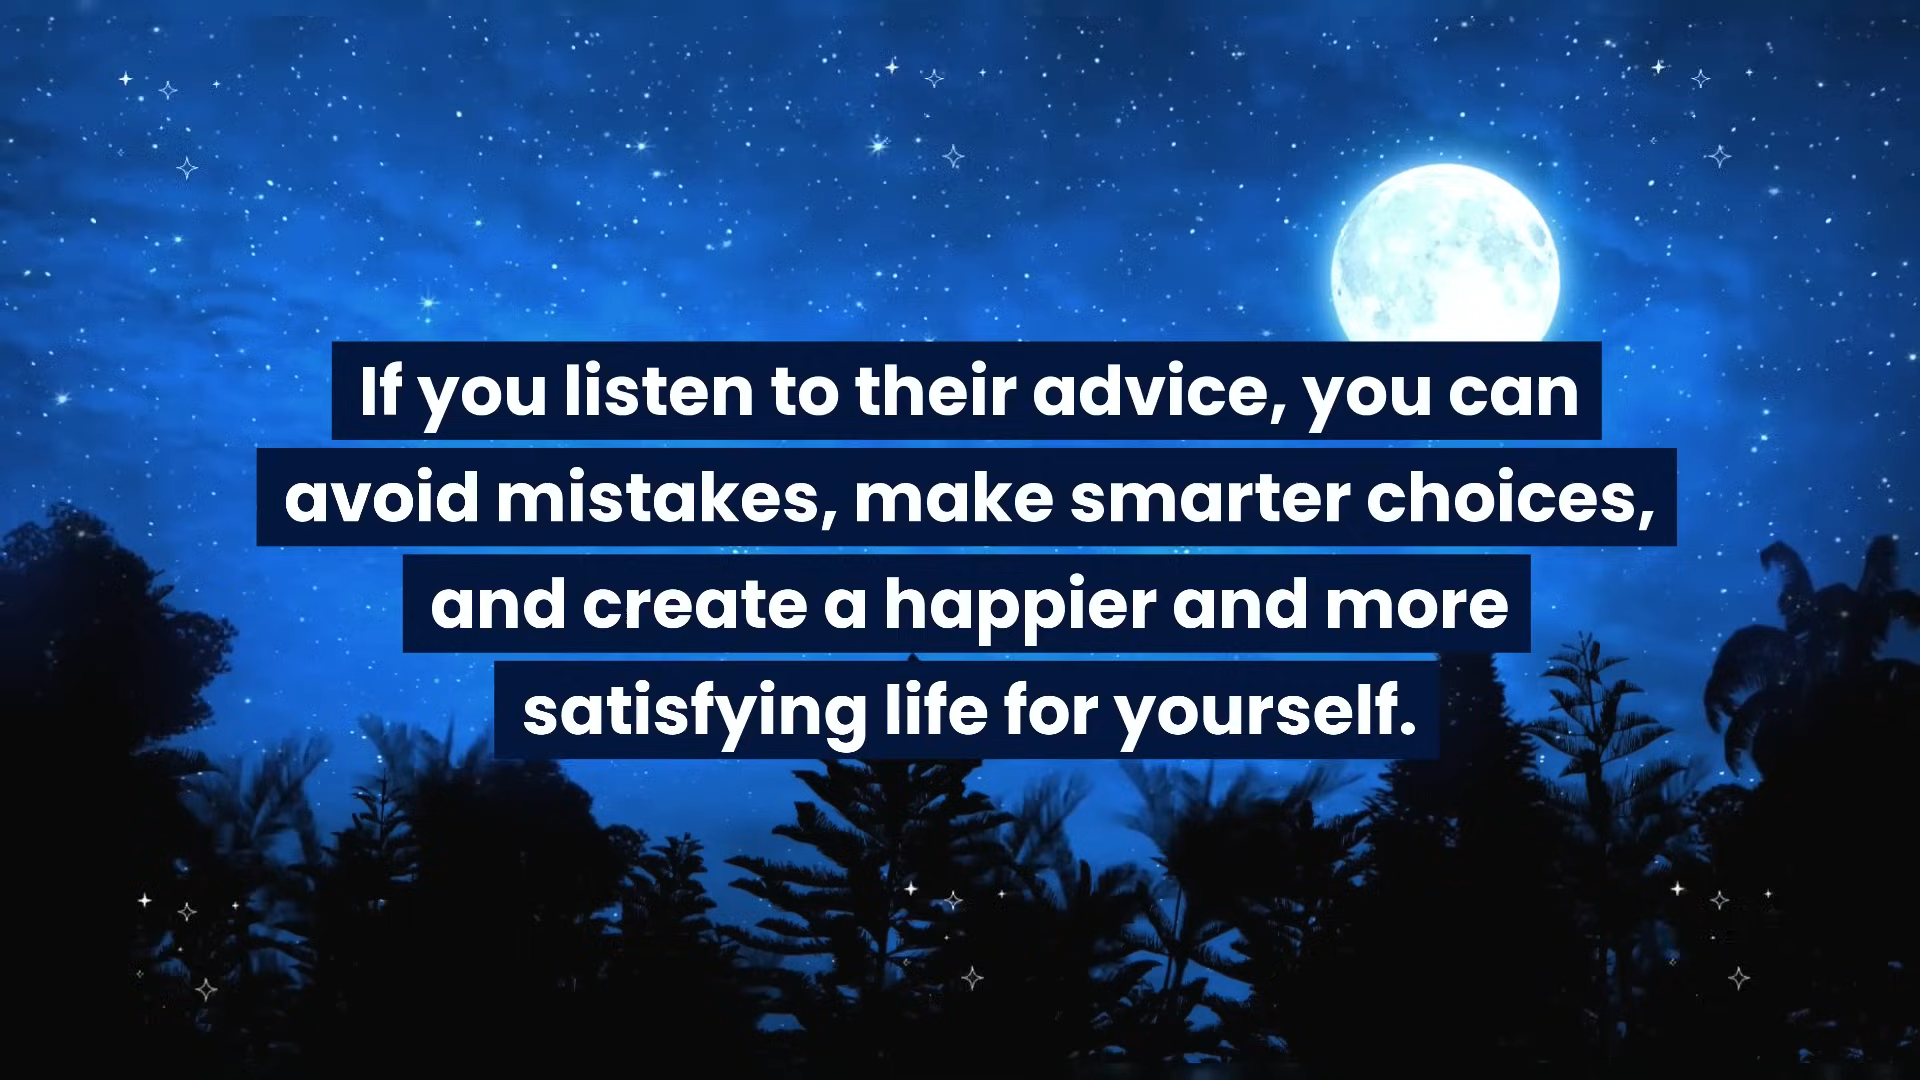 If you listen to their advice, you can
avoid mistakes, make smarter choices,
and create a happier and more
satisfying life for yourself.